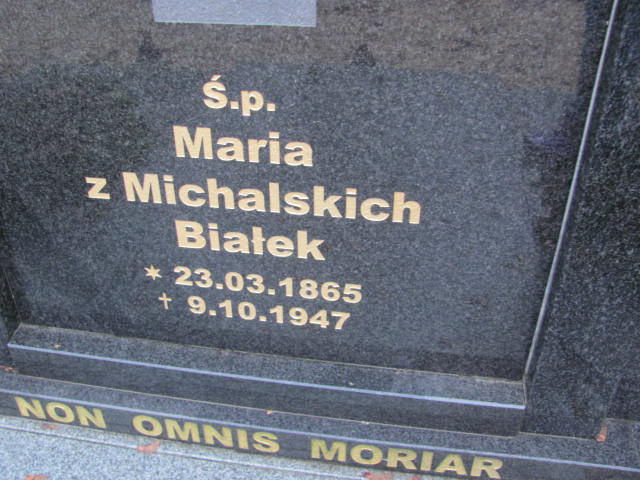 Ś.p.
Maria
z Michalskich
Białek
* 23.03.1865
† 9.10.1947
NON OMNIS MORIAR